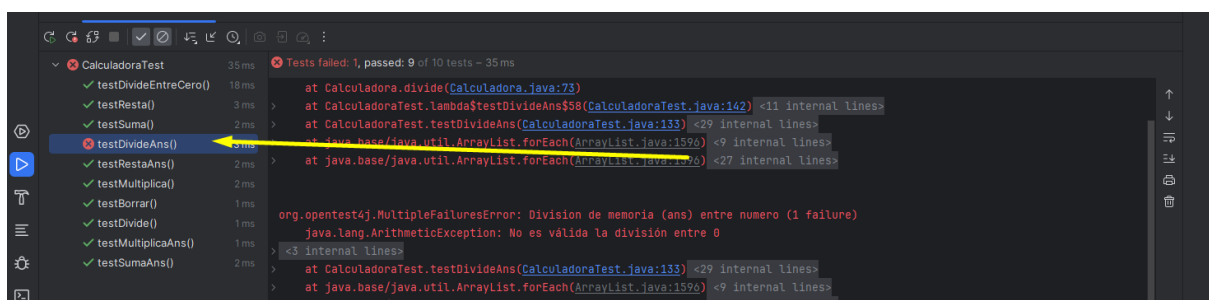 CalculadoraTest 35 ms
testDivideEntreCero() 18 ms
testResta() 3 ms
testSuma() 2 ms
testDivideAns() 3 ms
testRestaAns() 2 ms
testMultiplica() 2 ms
testBorrar() 1 ms
testDivide() 1 ms
testMultiplicaAns() 1 ms
testSumaAns() 2 ms
Tests failed: 1, passed: 9 of 10 tests – 35 ms
at Calculadora.divide(Calculadora.java:73)
> at CalculadoraTest.lambda$testDivideAns$58(CalculadoraTest.java:142) <11 internal lines>
> at CalculadoraTest.testDivideAns(CalculadoraTest.java:133) <29 internal lines>
> at java.base/java.util.ArrayList.forEach(ArrayList.java:1596) <9 internal lines>
> at java.base/java.util.ArrayList.forEach(ArrayList.java:1596) <27 internal lines>
org.opentest4j.MultipleFailuresError: Division de memoria (ans) entre numero (1 failure)
java.lang.ArithmeticException: No es válida la división entre 0
> <3 internal lines>
> at CalculadoraTest.testDivideAns(CalculadoraTest.java:133) <29 internal lines>
> at java.base/java.util.ArrayList.forEach(ArrayList.java:1596) <9 internal lines>